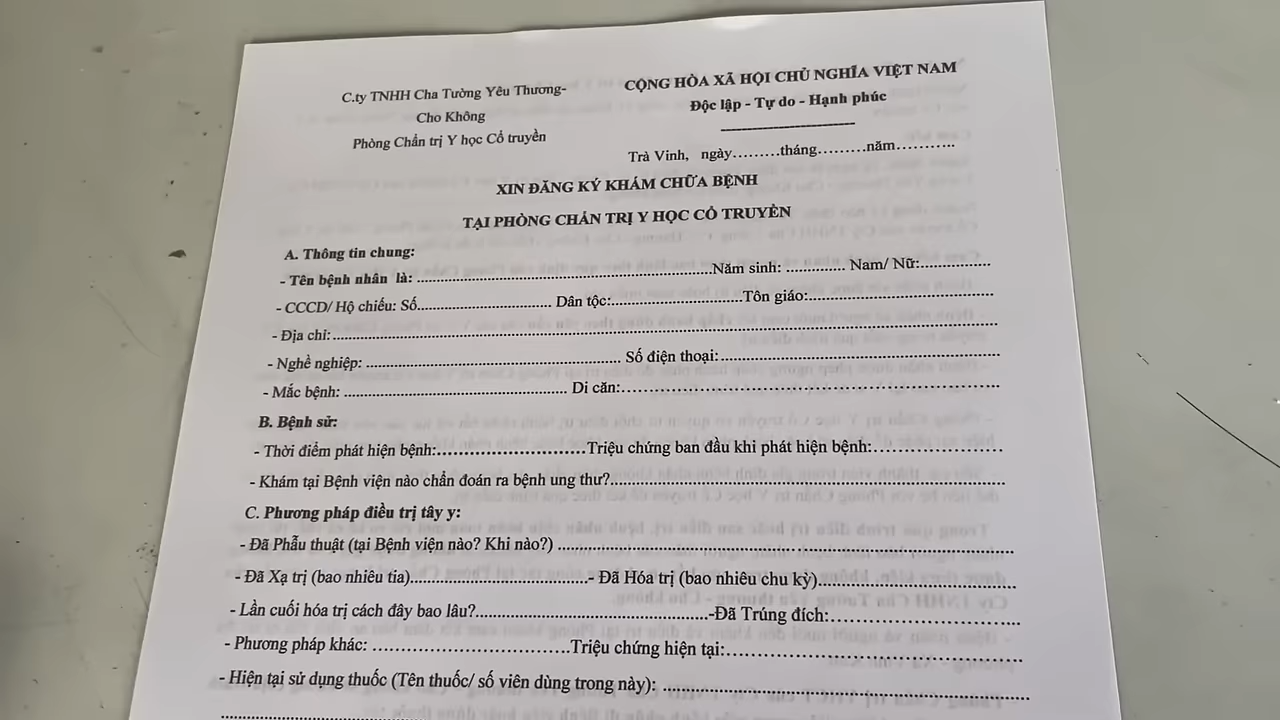 C.ty TNHH Cha Tường Yêu Thương-
Cho Không
Phòng Chẩn trị Y học Cổ truyền
CỘNG HÒA XÃ HỘI CHỦ NGHĨA VIỆT NAM
Độc lập - Tự do - Hạnh phúc
Trà Vinh, ngày.........tháng.........năm...........
XIN ĐĂNG KÝ KHÁM CHỮA BỆNH
TẠI PHÒNG CHẨN TRỊ Y HỌC CỔ TRUYỀN
A. Thông tin chung:
- Tên bệnh nhân là: ..........................................Năm sinh: .............. Nam/ Nữ:.................
- CCCD/ Hộ chiếu: Số................................ Dân tộc:................................Tôn giáo:................................
- Địa chỉ:................................................................................
- Nghề nghiệp: ................................................ Số điện thoại:................................................
- Mắc bệnh: ................................................ Di căn:................................................
B. Bệnh sử:
- Thời điểm phát hiện bệnh:..............................Triệu chứng ban đầu khi phát hiện bệnh:......................
- Khám tại Bệnh viện nào chẩn đoán ra bệnh ung thư?................................................
C. Phương pháp điều trị tây y:
- Đã Phẫu thuật (tại Bệnh viện nào? Khi nào?) ................................................
- Đã Xạ trị (bao nhiêu tia)..................................- Đã Hóa trị (bao nhiêu chu kỳ)..................................
- Lần cuối hóa trị cách đây bao lâu?................................................-Đã Trúng đích:..............................
- Phương pháp khác: ..............................Triệu chứng hiện tại:................................................
- Hiện tại sử dụng thuốc (Tên thuốc/ số viên dùng trong này): ................................................